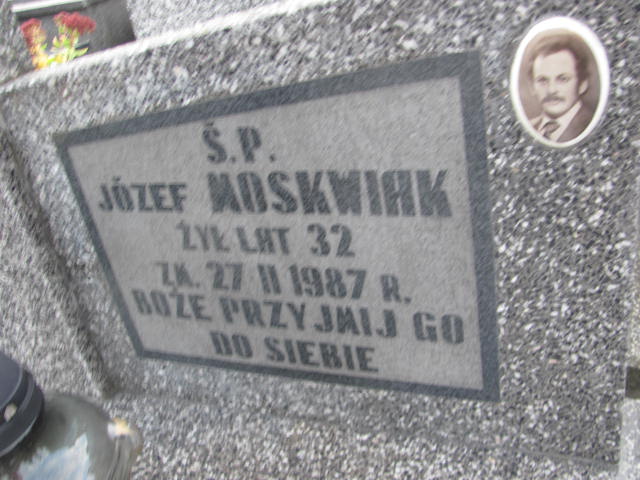 Ś.P.
JÓZEF MOSKWIAK
ŻYŁ LAT 32
ZM. 27 II 1987 R.
BOŻE PRZYJMIJ GO
DO SIEBIE